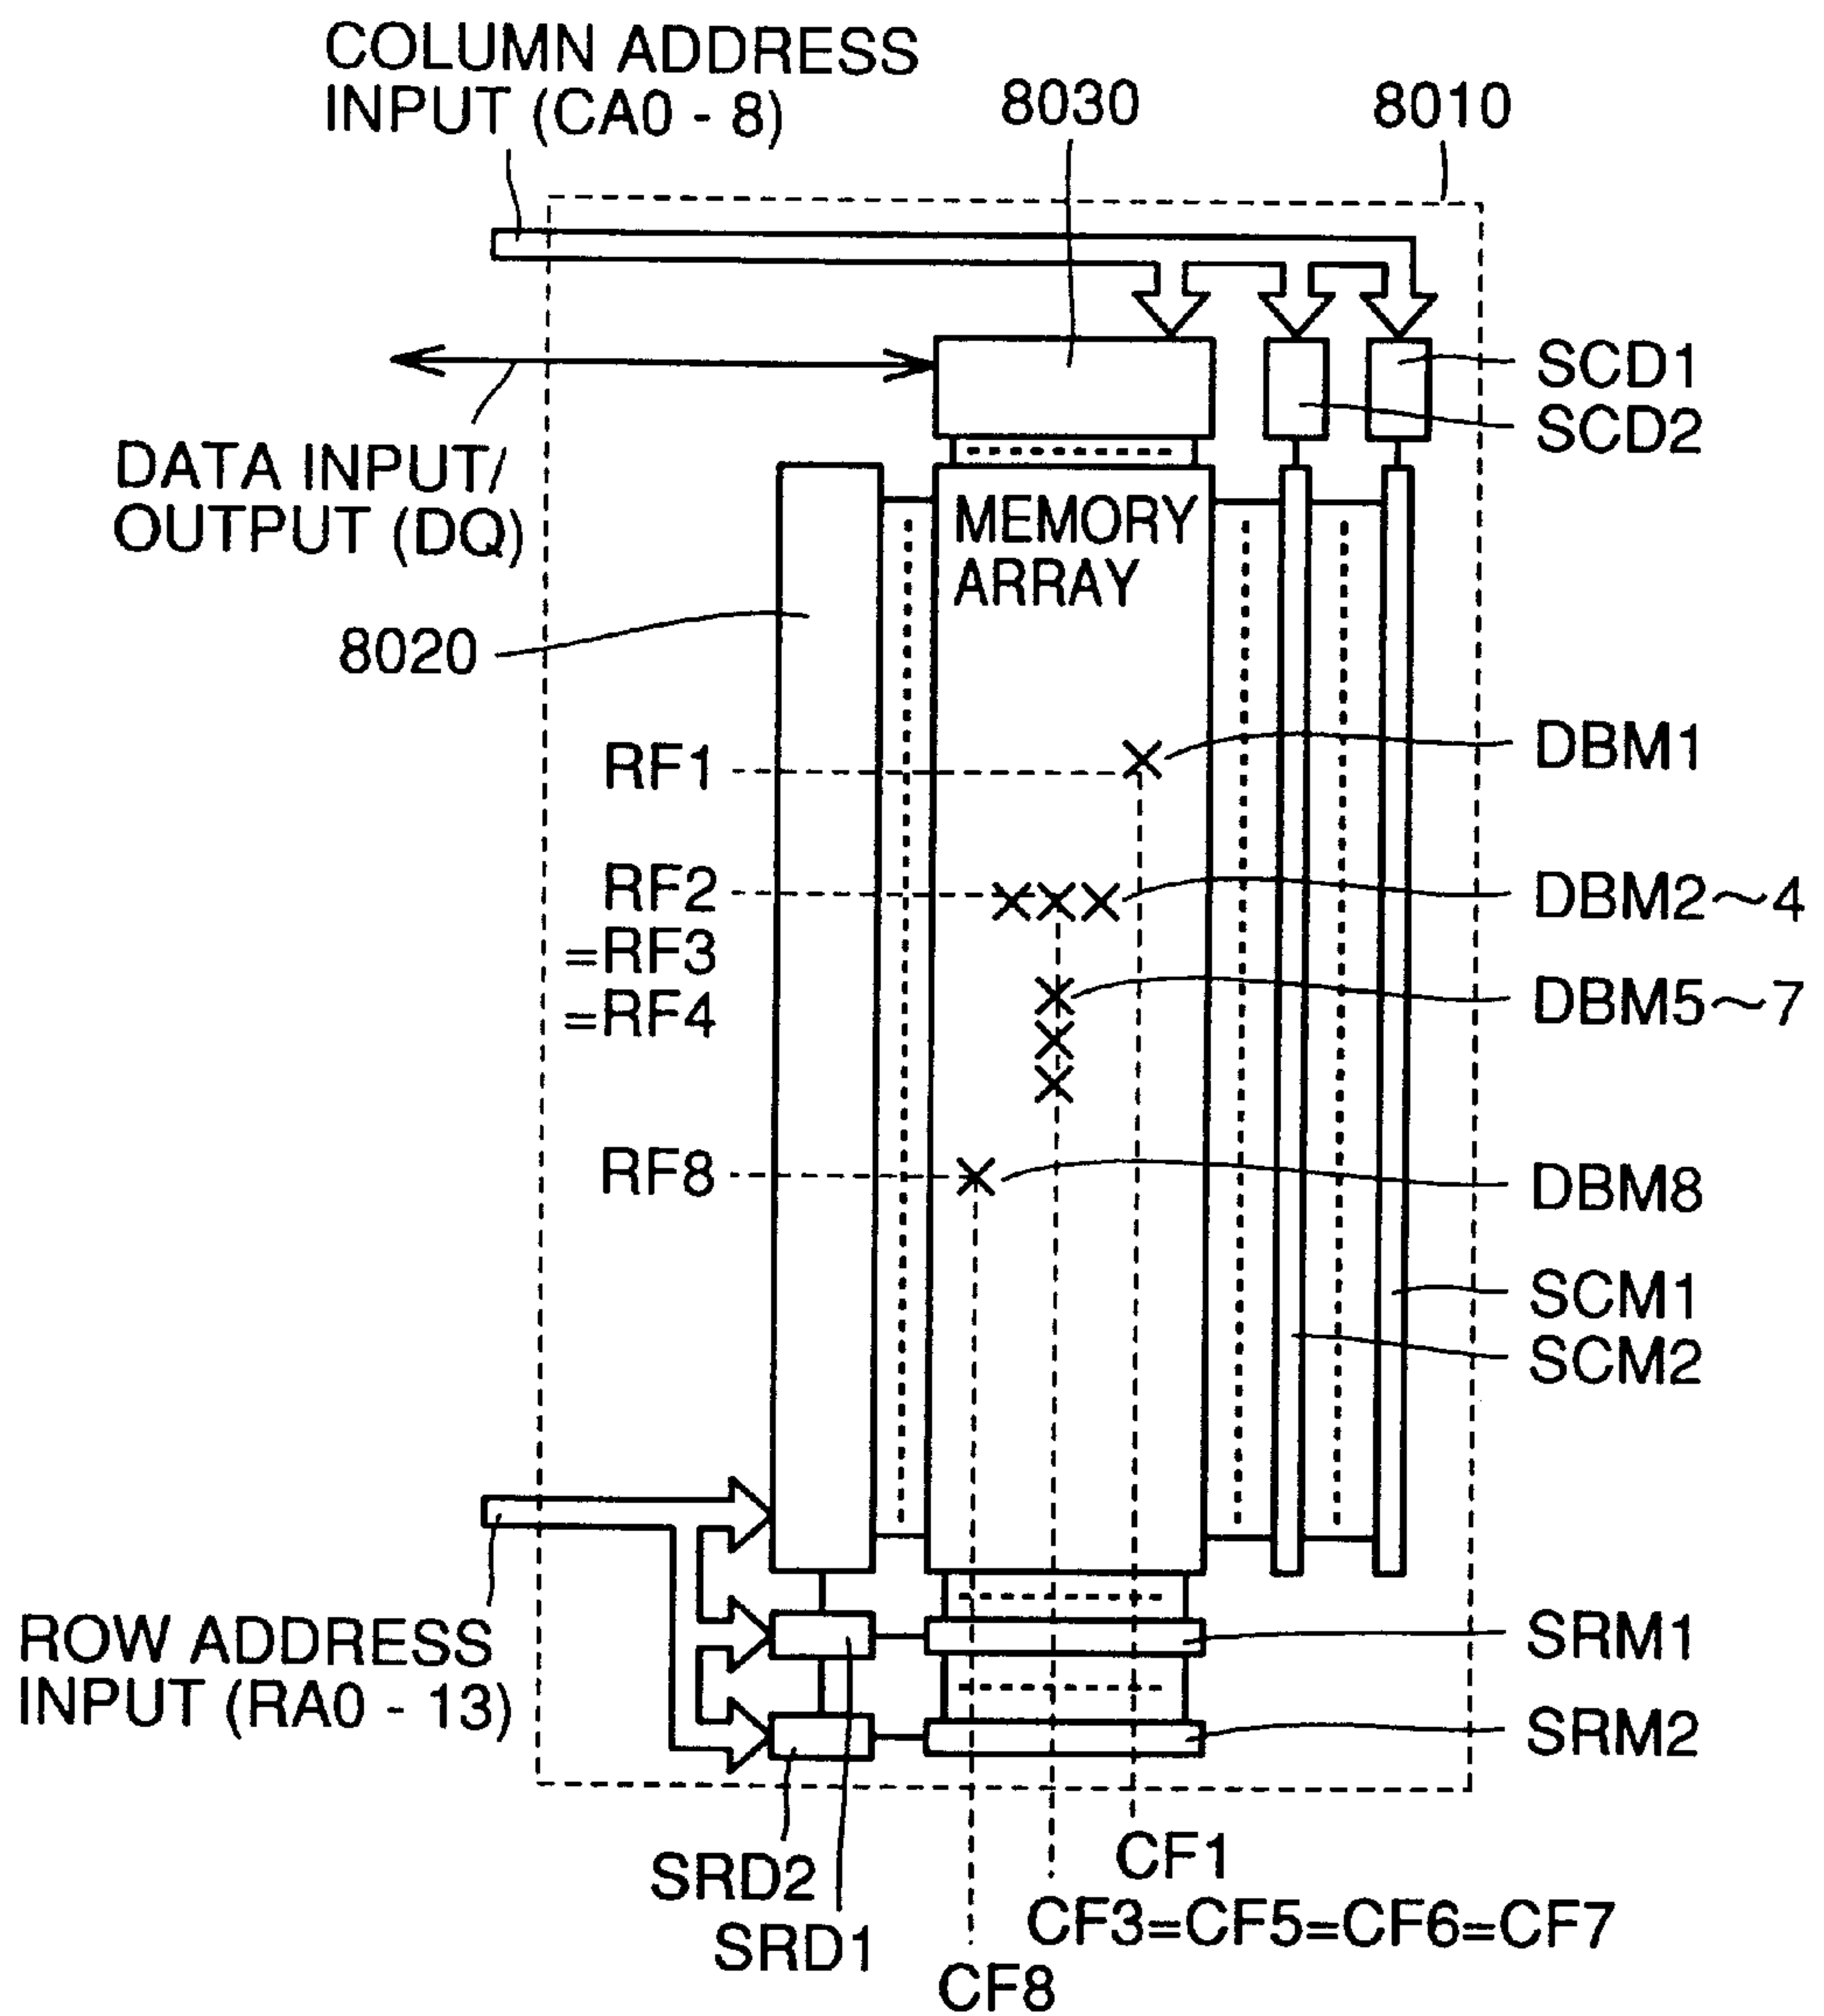 COLUMN ADDRESS
INPUT (CA0 - 8)
8030
8010
SCD1
SCD2
DATA INPUT/
OUTPUT (DQ)
MEMORY
ARRAY
8020
RF1
DBM1
RF2
=RF3
=RF4
DBM2～4
DBM5～7
RF8
DBM8
SCM1
SCM2
ROW ADDRESS
INPUT (RA0 - 13)
SRM1
SRM2
SRD2
SRD1
CF1
CF3=CF5=CF6=CF7
CF8